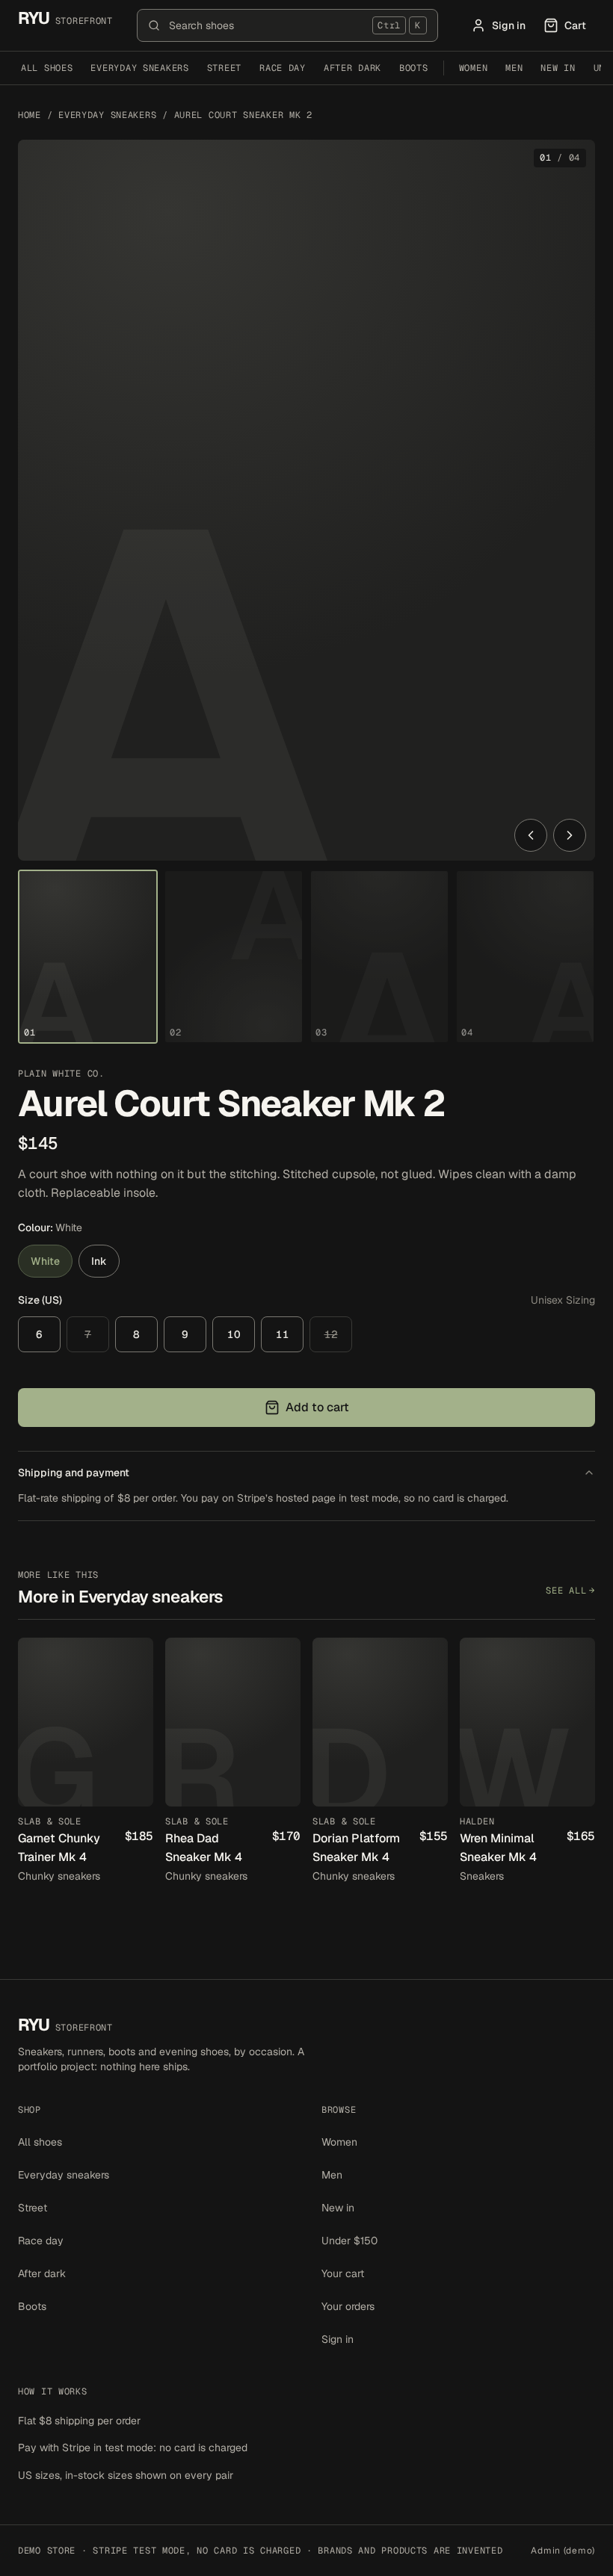 RYU STOREFRONT
Search shoes
Ctrl K
Sign in
Cart
ALL SHOES EVERYDAY SNEAKERS STREET RACE DAY AFTER DARK BOOTS WOMEN MEN NEW IN
HOME / EVERYDAY SNEAKERS / AUREL COURT SNEAKER MK 2
01 / 04
A
A
01
A
02
A
03
A
04
PLAIN WHITE CO.
Aurel Court Sneaker Mk 2
$145
A court shoe with nothing on it but the stitching. Stitched cupsole, not glued. Wipes clean with a damp
cloth. Replaceable insole.
Colour: White
White Ink
Size (US) Unisex Sizing
6 7 8 9 10 11 12
Add to cart
Shipping and payment
Flat-rate shipping of $8 per order. You pay on Stripe's hosted page in test mode, so no card is charged.
MORE LIKE THIS
More in Everyday sneakers
SEE ALL →
G
SLAB & SOLE
Garnet Chunky
Trainer Mk 4
$185
Chunky sneakers
R
SLAB & SOLE
Rhea Dad
Sneaker Mk 4
$170
Chunky sneakers
D
SLAB & SOLE
Dorian Platform
Sneaker Mk 4
$155
Chunky sneakers
W
HALDEN
Wren Minimal
Sneaker Mk 4
$165
Sneakers
RYU STOREFRONT
Sneakers, runners, boots and evening shoes, by occasion. A
portfolio project: nothing here ships.
SHOP
All shoes
Everyday sneakers
Street
Race day
After dark
Boots
BROWSE
Women
Men
New in
Under $150
Your cart
Your orders
Sign in
HOW IT WORKS
Flat $8 shipping per order
Pay with Stripe in test mode: no card is charged
US sizes, in-stock sizes shown on every pair
DEMO STORE · STRIPE TEST MODE, NO CARD IS CHARGED · BRANDS AND PRODUCTS ARE INVENTED
Admin (demo)